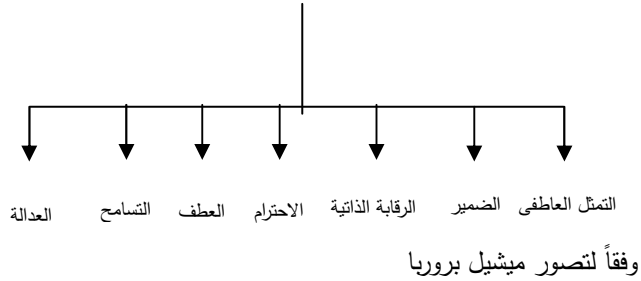 التمثل العاطفى الضمير الرقابة الذاتية الاحترام العطف التسامح العدالة
وفقاً لتصور ميشيل بروربا